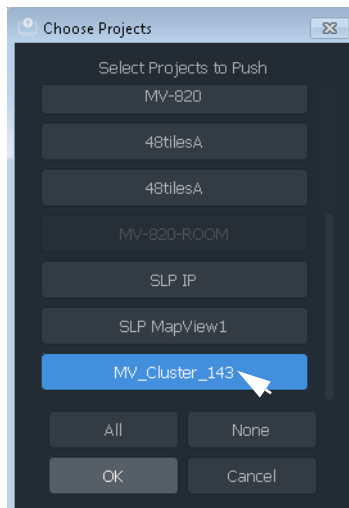 Choose Projects
Select Projects to Push
MV-820
48tilesA
48tilesA
MV-820-ROOM
SLP IP
SLP MapView1
MV_Cluster_143
All None
OK Cancel